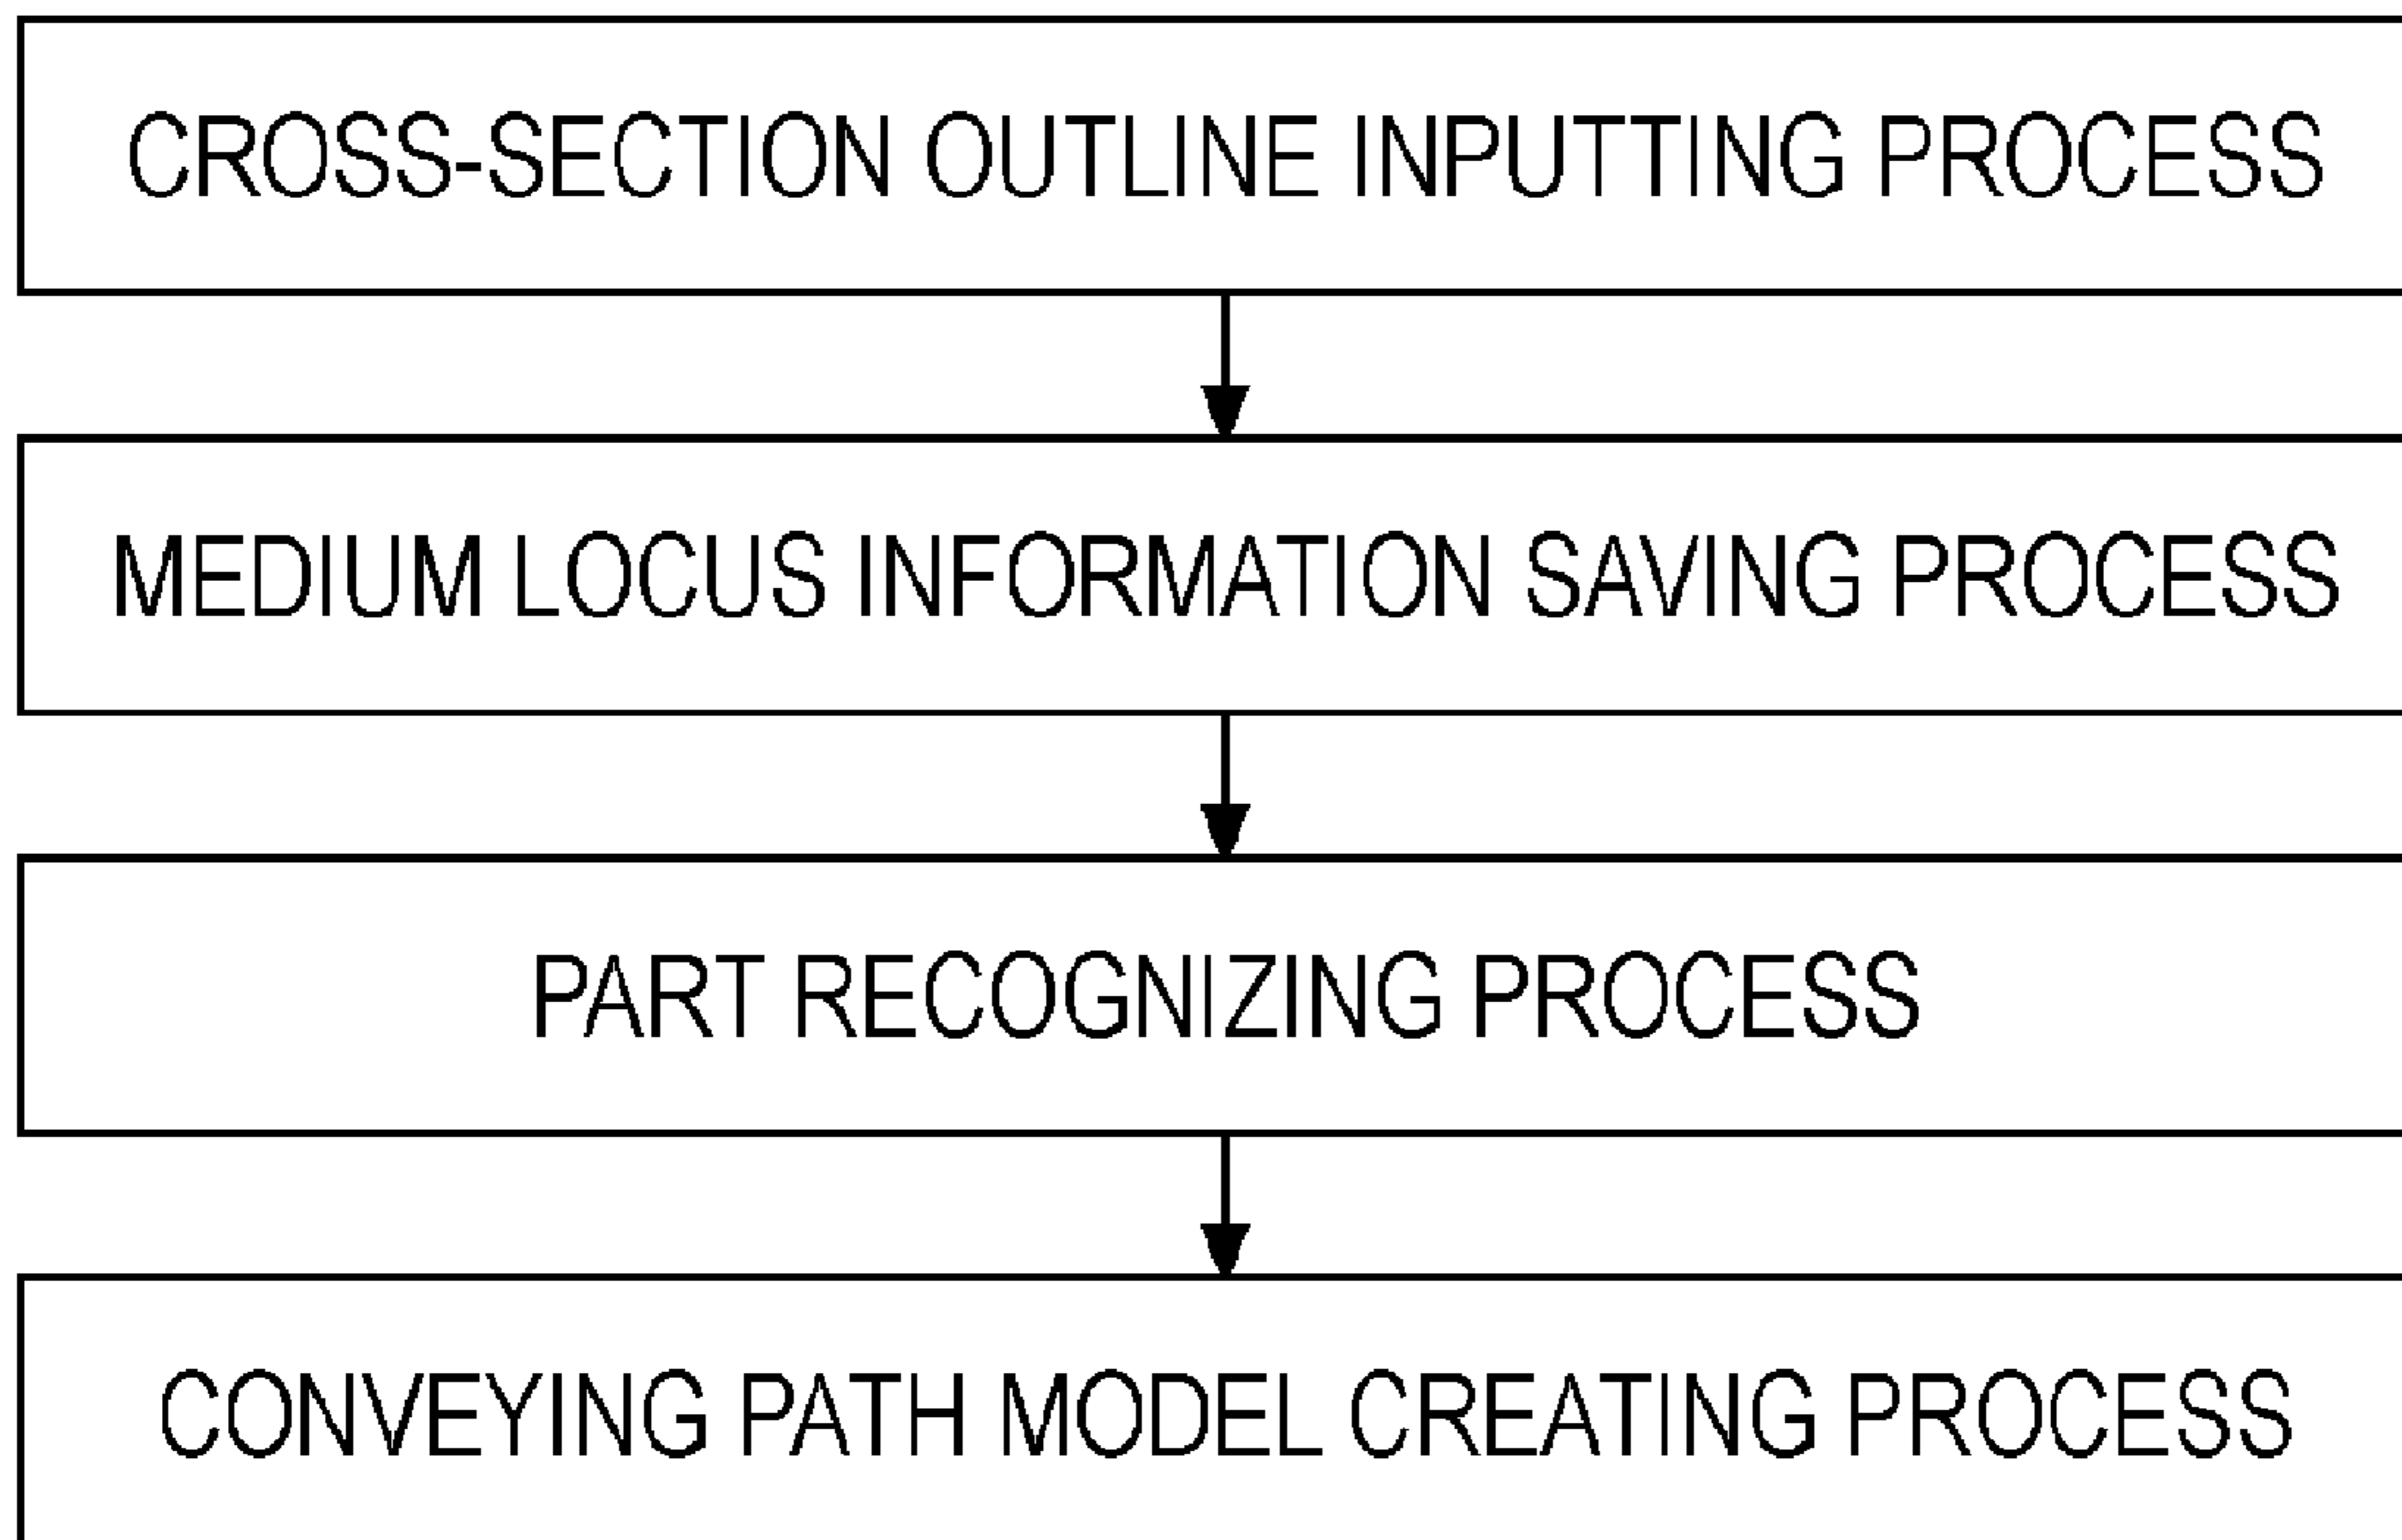 CROSS-SECTION OUTLINE INPUTTING PROCESS
MEDIUM LOCUS INFORMATION SAVING PROCESS
PART RECOGNIZING PROCESS
CONVEYING PATH MODEL CREATING PROCESS